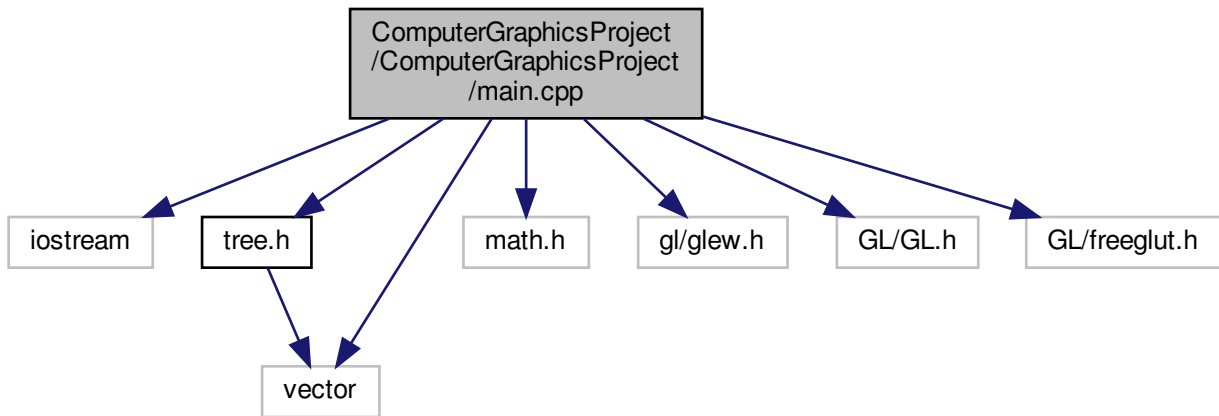 ComputerGraphicsProject
/ComputerGraphicsProject
/main.cpp
iostream
tree.h
math.h
gl/glew.h
GL/GL.h
GL/freeglut.h
vector